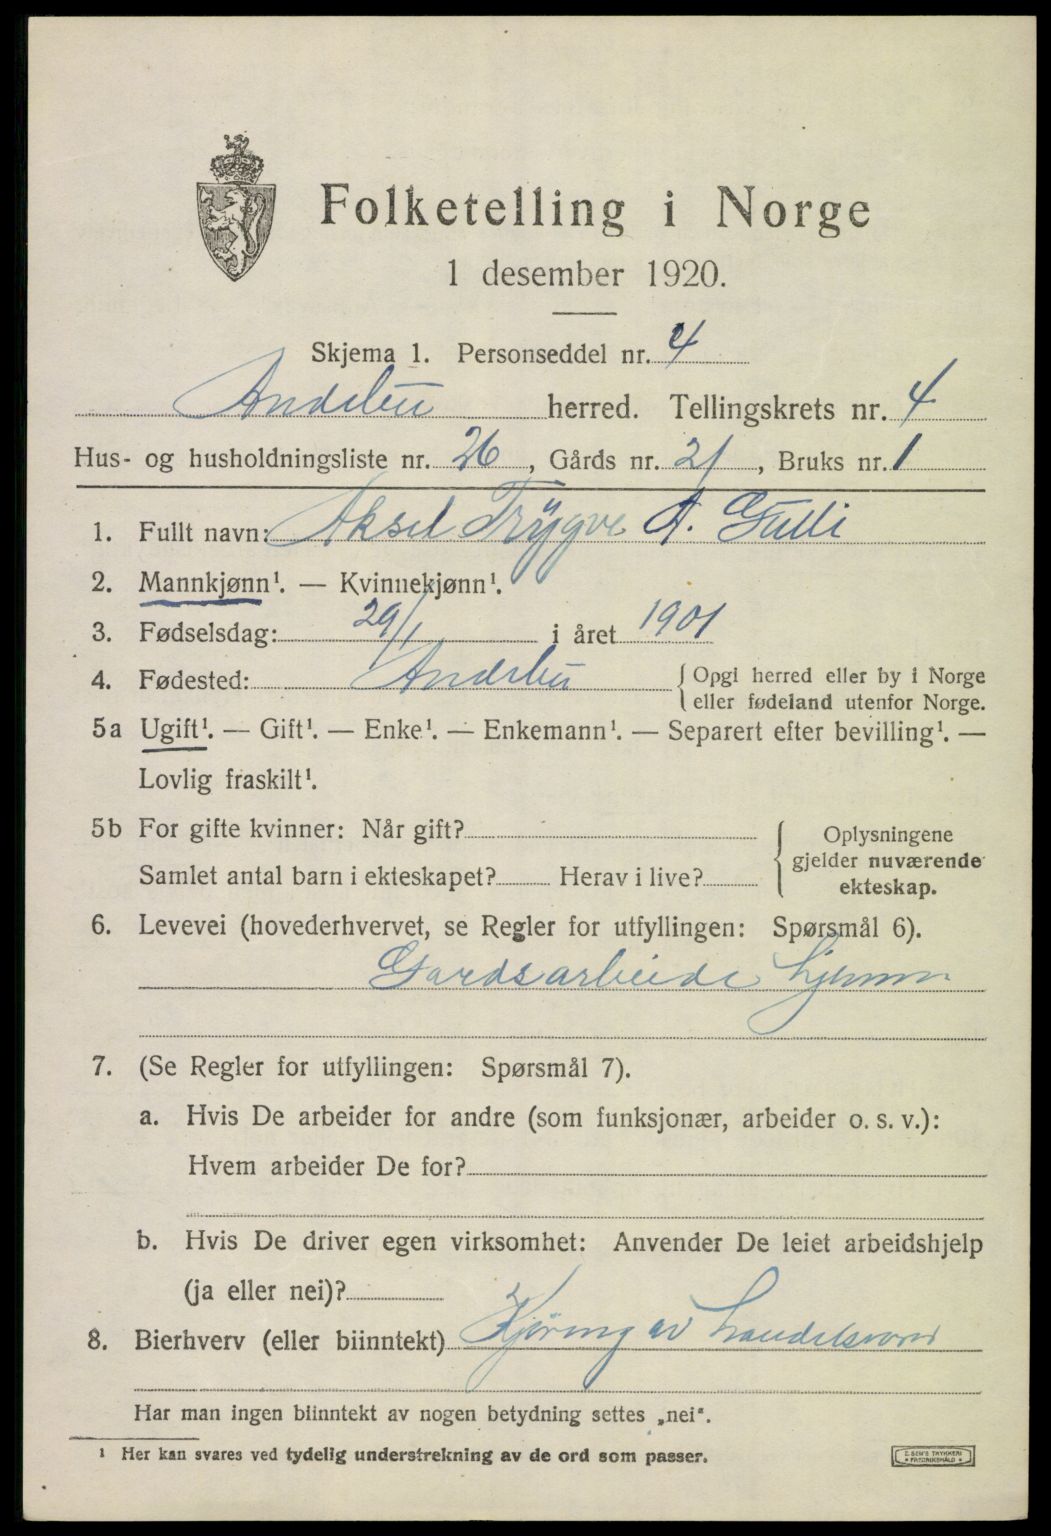 Folketelling i Norge
1 desember 1920.
Skjema 1. Personseddel nr. 4
Andebu herred. Tellingskrets nr. 4
Hus- og husholdningsliste nr. 26, Gårds nr. 21, Bruks nr. 1
1. Fullt navn: Aksel Trygve A. Gulli
2. Mannkjønn¹. — Kvinnekjønn¹.
3. Fødselsdag: 29/1 i året 1901
4. Fødested: Andebu {Opgi herred eller by i Norge
eller fødeland utenfor Norge.
5a Ugift¹. — Gift¹. — Enke¹. — Enkemann¹. — Separert efter bevilling¹. —
Lovlig fraskilt¹.
5b For gifte kvinner: Når gift?
Samlet antal barn i ekteskapet? Herav i live?
{Oplysningene
gjelder nuværende
ekteskap.
6. Levevei (hovederhvervet, se Regler for utfyllingen: Spørsmål 6).
Gardsarbeide hjemm
7. (Se Regler for utfyllingen: Spørsmål 7).
a. Hvis De arbeider for andre (som funksjonær, arbeider o. s. v.):
Hvem arbeider De for?
b. Hvis De driver egen virksomhet: Anvender De leiet arbeidshjelp
(ja eller nei)?
8. Bierhverv (eller biinntekt) Kjøring av handelsvarer
Har man ingen biinntekt av nogen betydning settes „nei“.
¹ Her kan svares ved tydelig understrekning av de ord som passer.
E. SEM'S TRYKKERI
• FREDRIKSHALD •